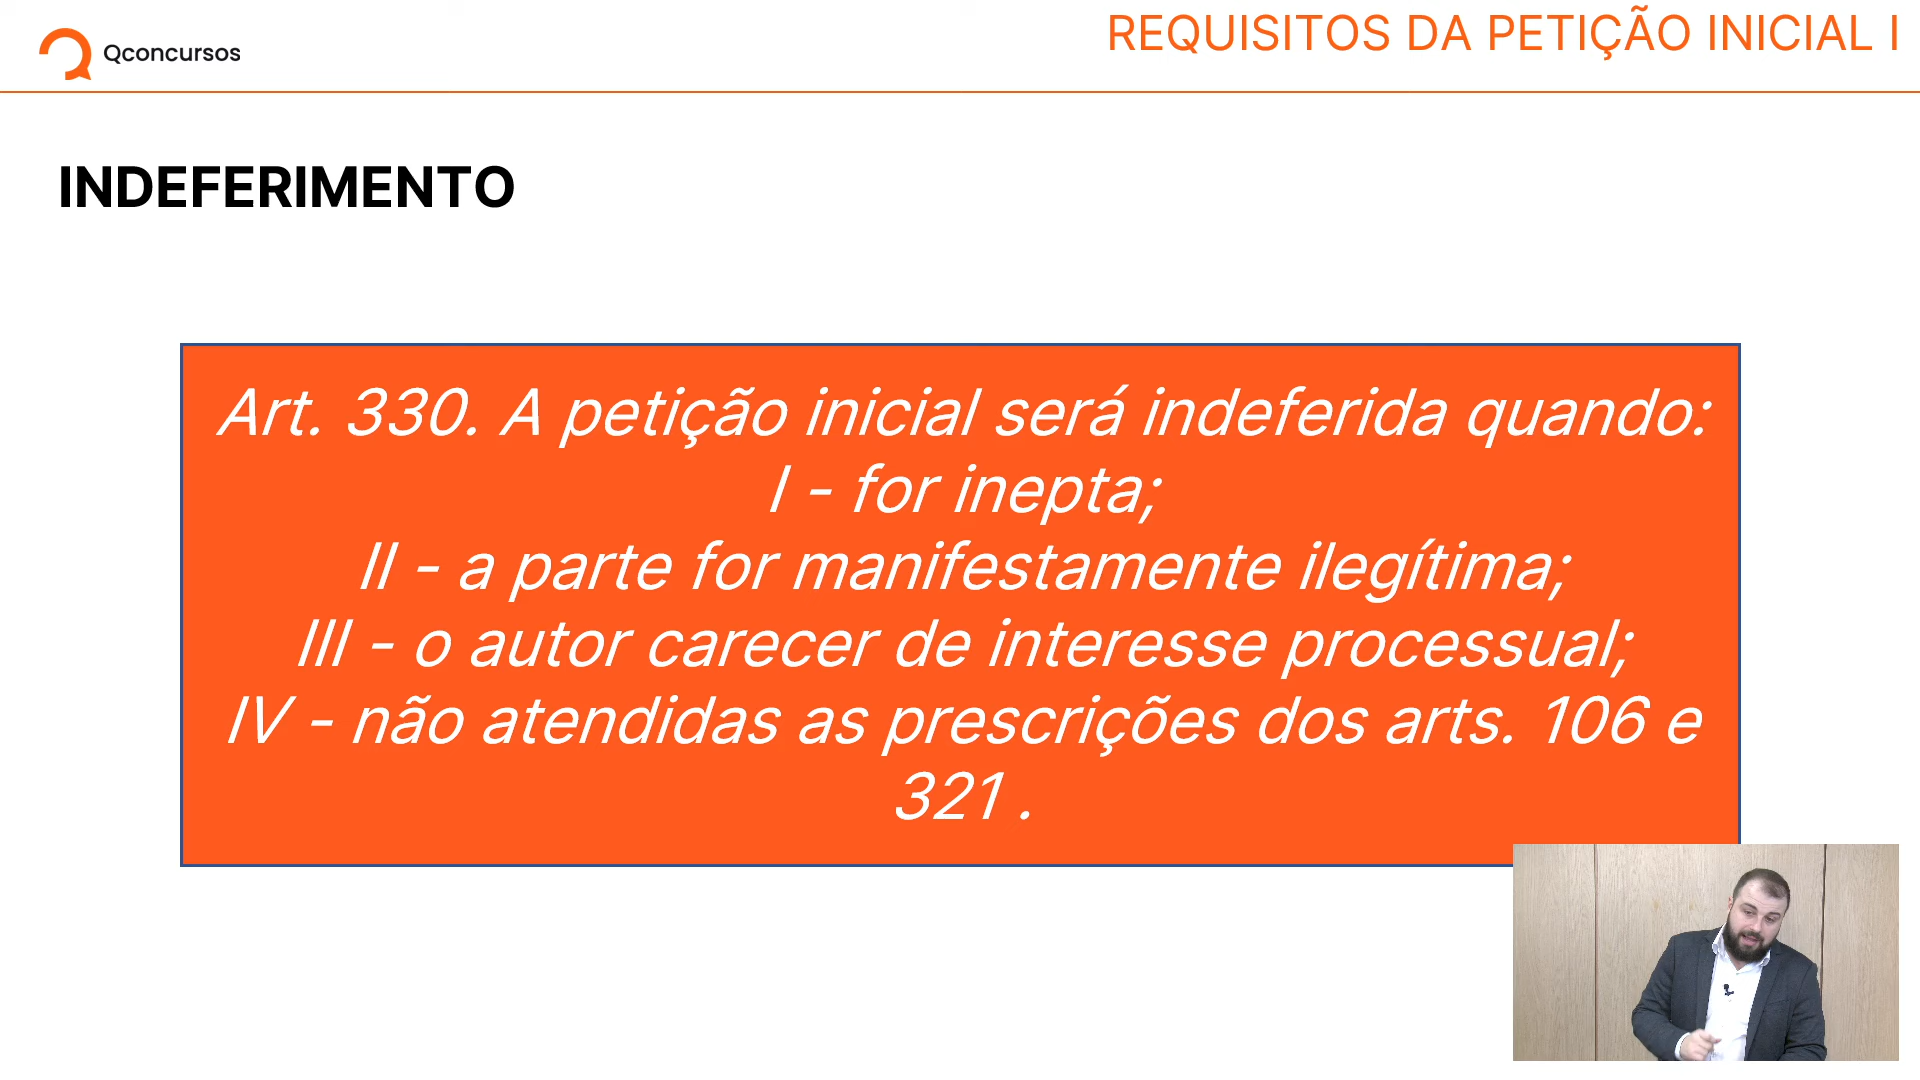 Qconcursos
REQUISITOS DA PETIÇÃO INICIAL I
INDEFERIMENTO
Art. 330. A petição inicial será indeferida quando:
I - for inepta;
II - a parte for manifestamente ilegítima;
III - o autor carecer de interesse processual;
IV - não atendidas as prescrições dos arts. 106 e
321 .